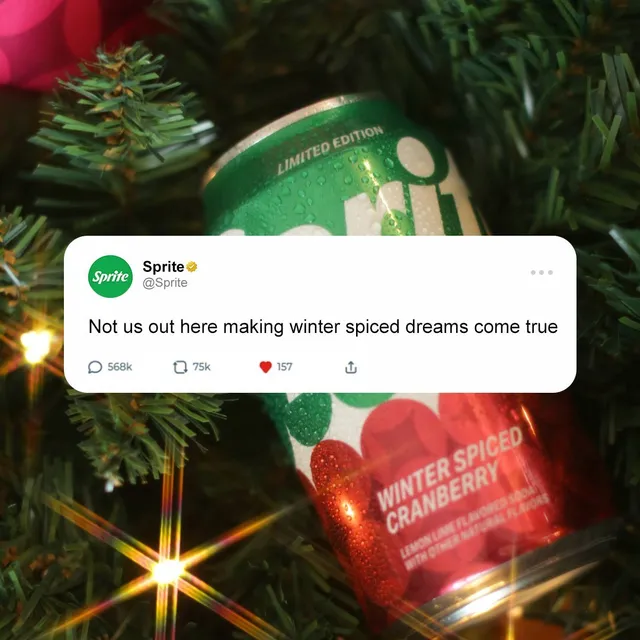 LIMITED EDITION
Sprite
Sprite
@Sprite
Not us out here making winter spiced dreams come true
568k 75k 157
WINTER SPICED
CRANBERRY
LEMON LIME FLAVORED SODA
WITH OTHER NATURAL FLAVORS